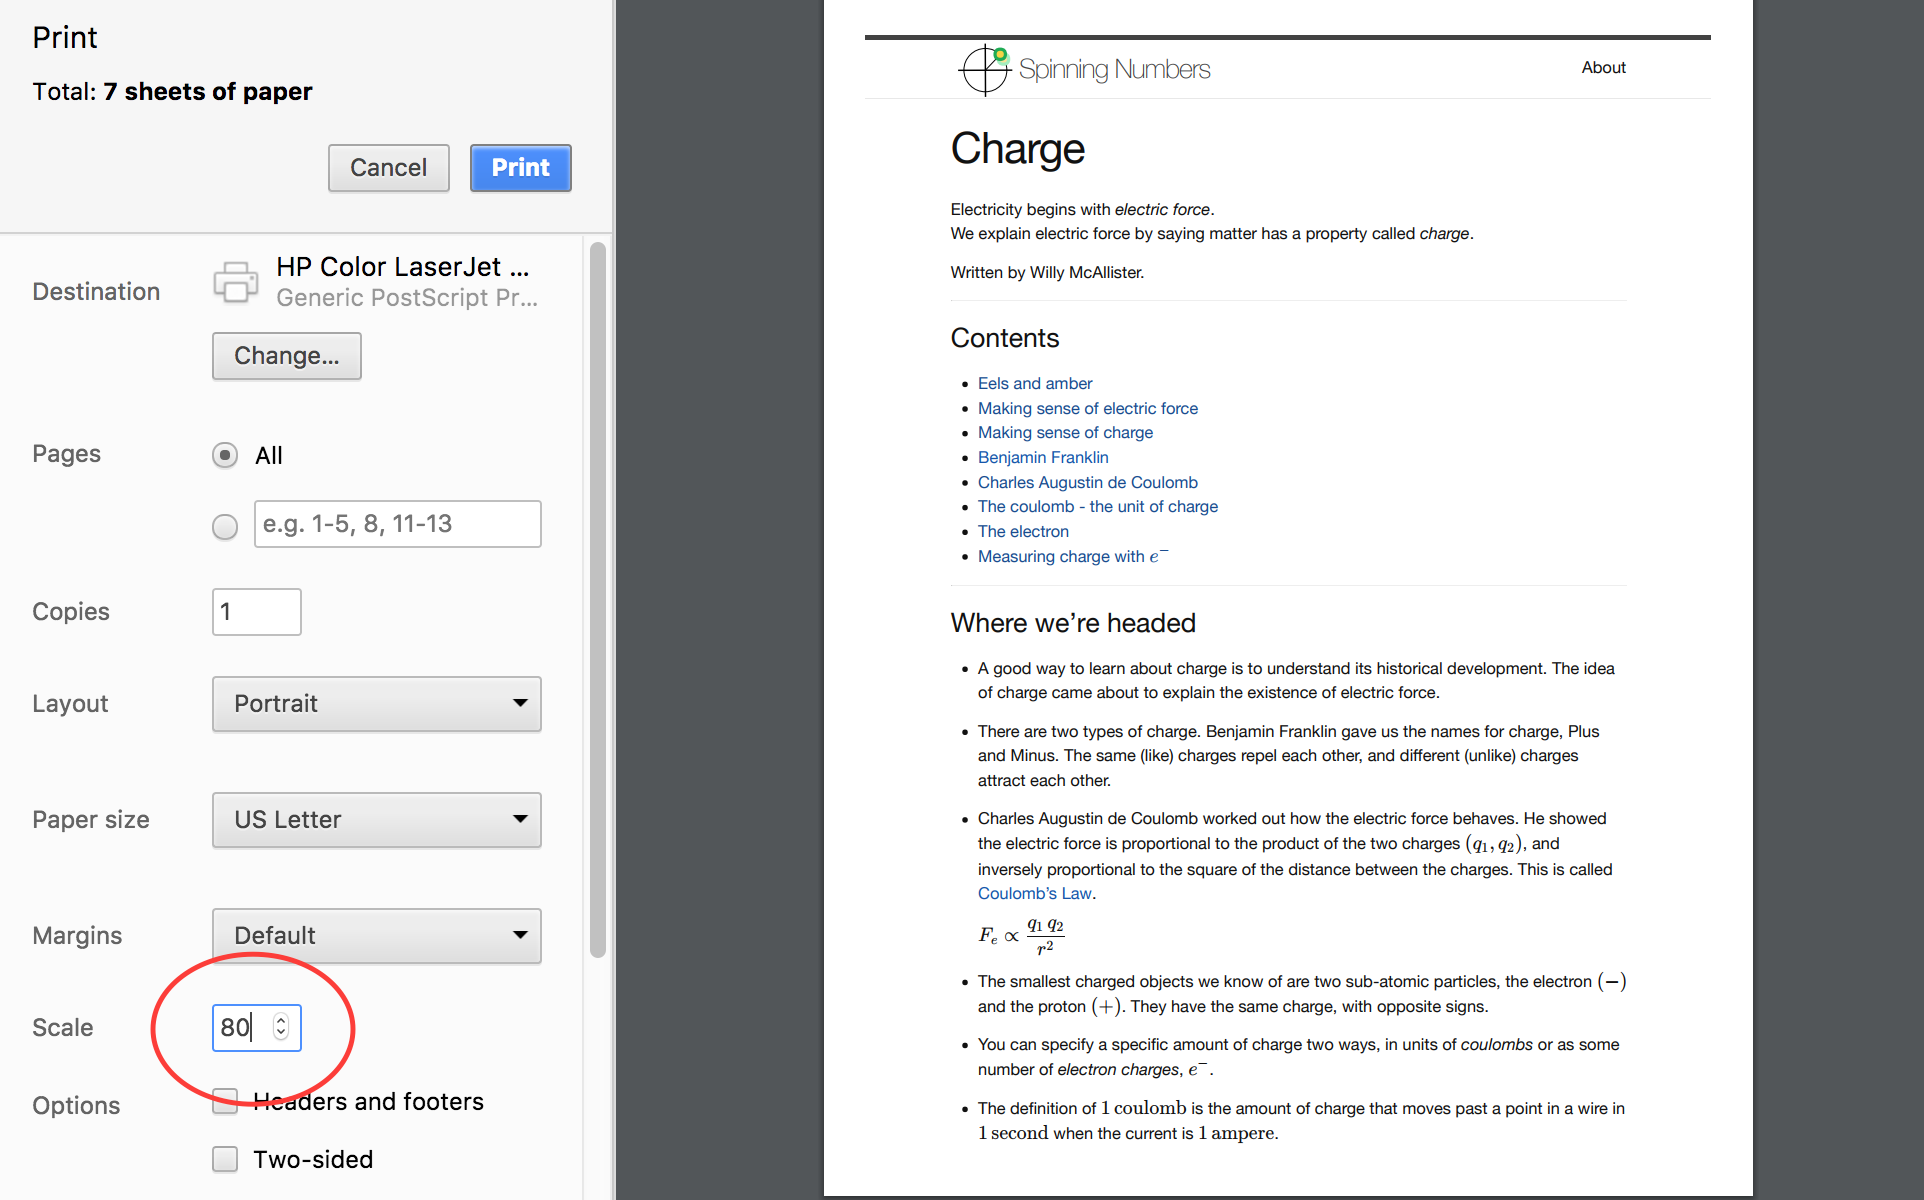 Print
Total: 7 sheets of paper
Cancel
Print
Destination
HP Color LaserJet ...
Generic PostScript Pr...
Change...
Pages
All
e.g. 1-5, 8, 11-13
Copies
1
Layout
Portrait
Paper size
US Letter
Margins
Default
Scale
80
Options
Headers and footers
Two-sided
Spinning Numbers
About
Charge
Electricity begins with electric force.
We explain electric force by saying matter has a property called charge.
Written by Willy McAllister.
Contents
• Eels and amber
• Making sense of electric force
• Making sense of charge
• Benjamin Franklin
• Charles Augustin de Coulomb
• The coulomb - the unit of charge
• The electron
• Measuring charge with e⁻
Where we're headed
• A good way to learn about charge is to understand its historical development. The idea
of charge came about to explain the existence of electric force.
• There are two types of charge. Benjamin Franklin gave us the names for charge, Plus
and Minus. The same (like) charges repel each other, and different (unlike) charges
attract each other.
• Charles Augustin de Coulomb worked out how the electric force behaves. He showed
the electric force is proportional to the product of the two charges (q₁, q₂), and
inversely proportional to the square of the distance between the charges. This is called
Coulomb's Law.
Fₑ ∝ q₁ q₂ / r²
• The smallest charged objects we know of are two sub-atomic particles, the electron (−)
and the proton (+). They have the same charge, with opposite signs.
• You can specify a specific amount of charge two ways, in units of coulombs or as some
number of electron charges, e⁻.
• The definition of 1 coulomb is the amount of charge that moves past a point in a wire in
1 second when the current is 1 ampere.